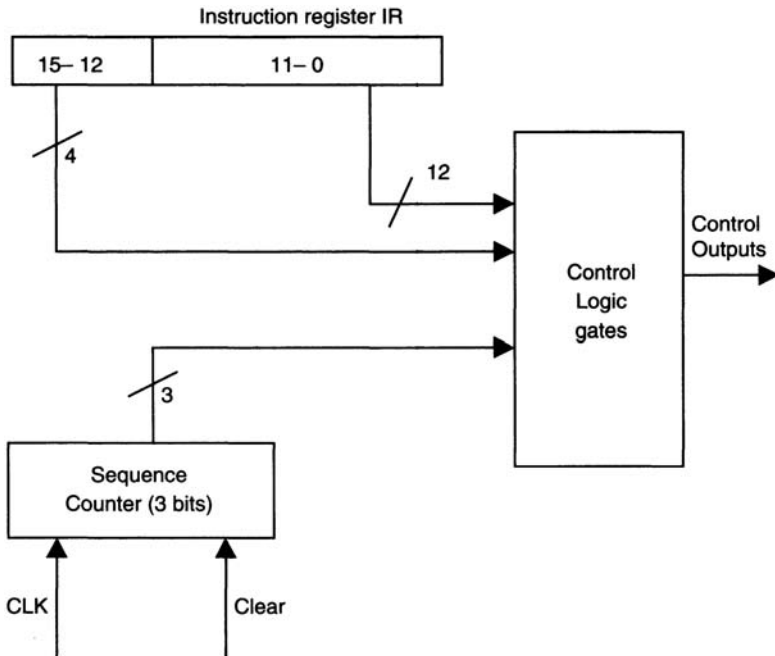 Instruction register IR
15– 12
11– 0
4
12
Control
Outputs
Control
Logic
gates
3
Sequence
Counter (3 bits)
CLK
Clear